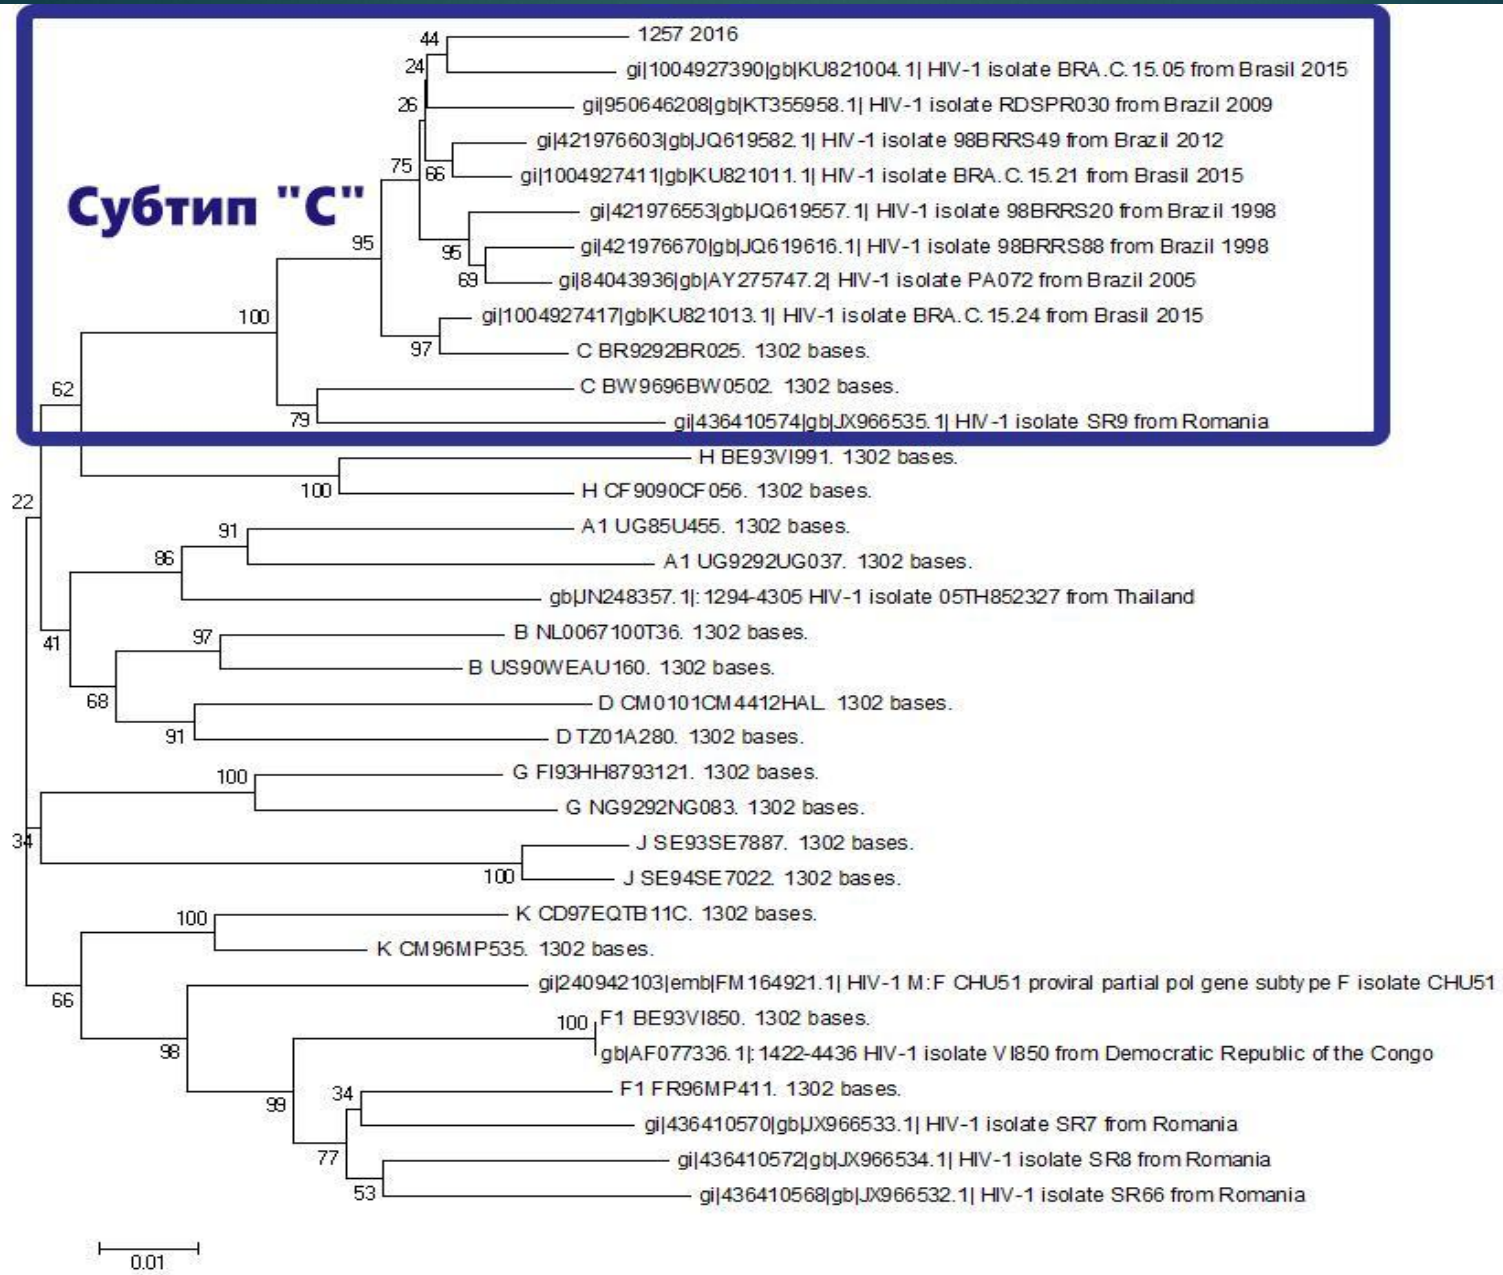 44
1257 2016
24
gi|1004927390|gb|KU821004.1| HIV-1 isolate BRA.C.15.05 from Brasil 2015
26
gi|950646208|gb|KT355958.1| HIV-1 isolate RDSPR030 from Brazil 2009
gi|421976603|gb|JQ619582.1| HIV-1 isolate 98BRRS49 from Brazil 2012
75
66
gi|1004927411|gb|KU821011.1| HIV-1 isolate BRA.C.15.21 from Brasil 2015
Субтип "С"
gi|421976553|gb|JQ619557.1| HIV-1 isolate 98BRRS20 from Brazil 1998
95
95
gi|421976670|gb|JQ619616.1| HIV-1 isolate 98BRRS88 from Brazil 1998
69
gi|84043936|gb|AY275747.2| HIV-1 isolate PA072 from Brazil 2005
100
gi|1004927417|gb|KU821013.1| HIV-1 isolate BRA.C.15.24 from Brasil 2015
97
C BR9292BR025. 1302 bases.
62
C BW9696BW0502. 1302 bases.
79
gi|436410574|gb|JX966535.1| HIV-1 isolate SR9 from Romania
H BE93VI991. 1302 bases.
100
H CF9090CF056. 1302 bases.
22
91
A1 UG85U455. 1302 bases.
86
A1 UG9292UG037. 1302 bases.
gb|JN248357.1|:1294-4305 HIV-1 isolate 05TH852327 from Thailand
41
97
B NL0067100T36. 1302 bases.
B US90WEAU160. 1302 bases.
68
D CM0101CM4412HAL. 1302 bases.
91
D TZ01A280. 1302 bases.
100
G FI93HH8793121. 1302 bases.
G NG9292NG083. 1302 bases.
34
J SE93SE7887. 1302 bases.
100
J SE94SE7022. 1302 bases.
100
K CD97EQTB11C. 1302 bases.
K CM96MP535. 1302 bases.
66
gi|240942103|emb|FM164921.1| HIV-1 M:F CHU51 proviral partial pol gene subtype F isolate CHU51
100
F1 BE93VI850. 1302 bases.
98
gb|AF077336.1|:1422-4436 HIV-1 isolate VI850 from Democratic Republic of the Congo
99
34
F1 FR96MP411. 1302 bases.
gi|436410570|gb|JX966533.1| HIV-1 isolate SR7 from Romania
77
gi|436410572|gb|JX966534.1| HIV-1 isolate SR8 from Romania
53
gi|436410568|gb|JX966532.1| HIV-1 isolate SR66 from Romania
0.01